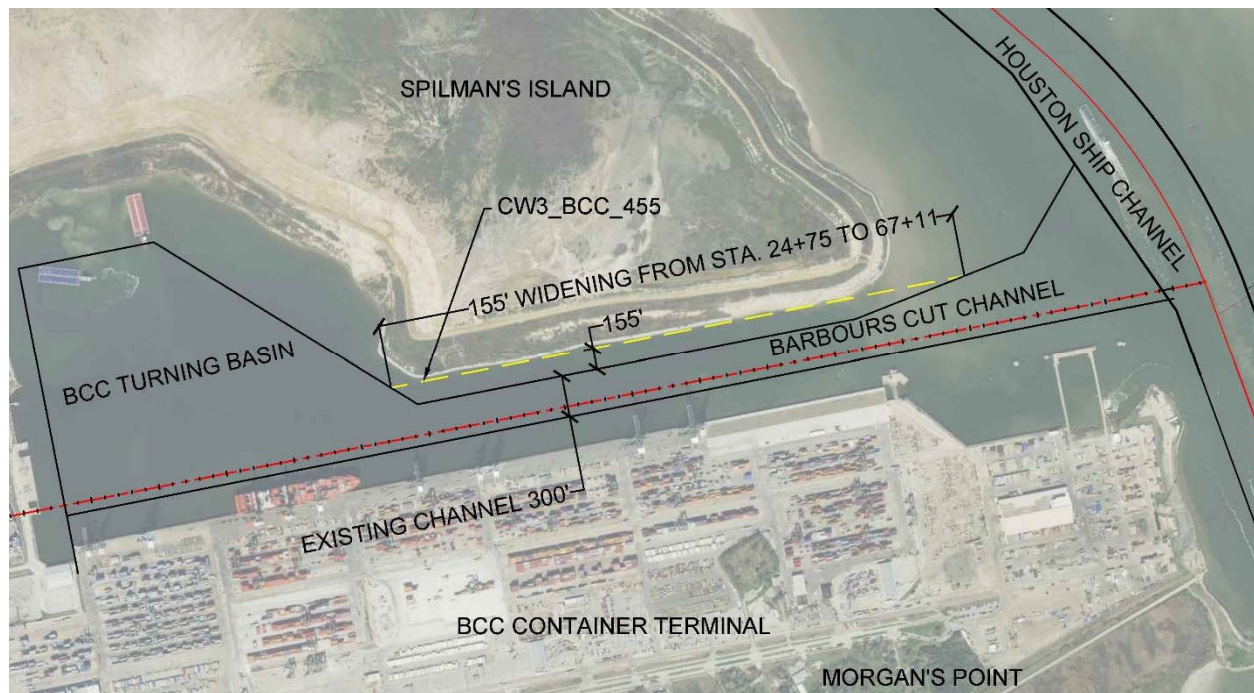 SPILMAN'S ISLAND
HOUSTON SHIP CHANNEL
CW3_BCC_455
155' WIDENING FROM STA. 24+75 TO 67+11
155'
BCC TURNING BASIN
BARBOURS CUT CHANNEL
EXISTING CHANNEL 300'
BCC CONTAINER TERMINAL
MORGAN'S POINT